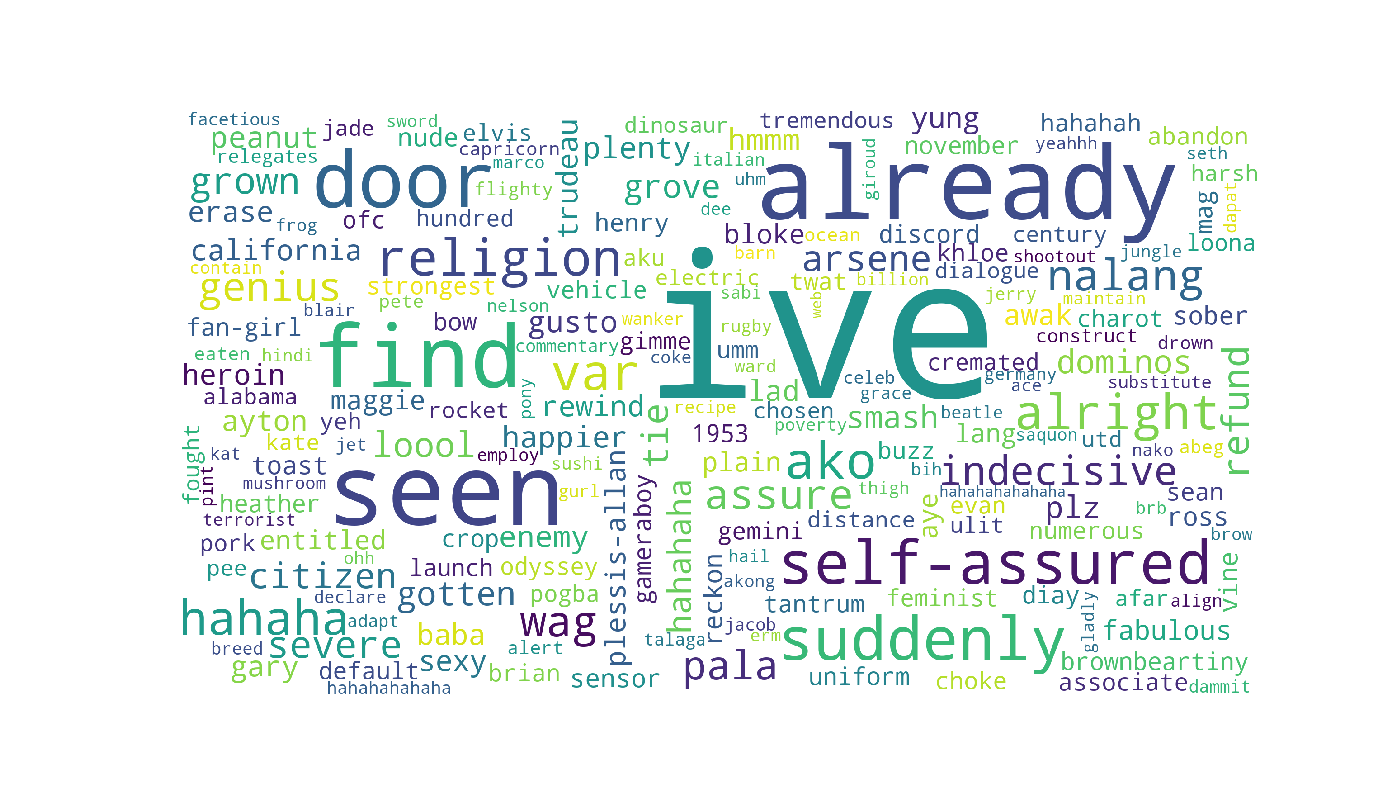 facetious
sword
peanut
jade
nude
elvis
relegates
capricorn
marco
grown
door
flighty
erase
frog
ofc
hundred
trudeau
plenty
dinosaur
italian
hmmm
tremendous
yung
november
hahahah
yeahhh
abandon
seth
harsh
giroud
already
mag
dapat
grove
uhm
dee
henry
bloke
ocean
discord
century
jungle
loona
california
religion
aku
barn
arsene
khloe
shootout
dialogue
nalang
contain
genius
strongest
pete
nelson
vehicle
electric
sabi
twat
web
billion
jerry
maintain
blair
fan-girl
bow
gusto
wanker
gimme
rugby
ive
awak
charot
sober
eaten
hindi
find
commentary
coke
umm
ward
construct
drown
heroin
alabama
var
cremated
germany
ace
dominos
substitute
refund
maggie
rocket
pony
rewind
lad
celeb
grace
chosen
recipe
ayton
yeh
tie
1953
poverty
smash
beatle
alright
kate
jet
loool
happier
employ
lang
saquon
utd
nako
abeg
fought
kat
toast
sushi
plain
ako
buzz
bih
indecisive
pint
mushroom
seen
gurl
plessis-allan
gameraboy
hahahaha
assure
thigh
hahahahahaha
aye
evan
plz
brb
sean
heather
terrorist
gemini
distance
ulit
numerous
ross
brow
pork
entitled
ohh
crop
enemy
reckon
hail
self-assured
vine
pee
citizen
launch
odyssey
akong
declare
gotten
pogba
tantrum
feminist
diay
gladly
afar
align
hahaha
adapt
wag
jacob
erm
suddenly
fabulous
breed
severe
baba
alert
talaga
gary
default
sexy
brian
sensor
pala
uniform
choke
brownbeartiny
associate
dammit
hahahahahaha